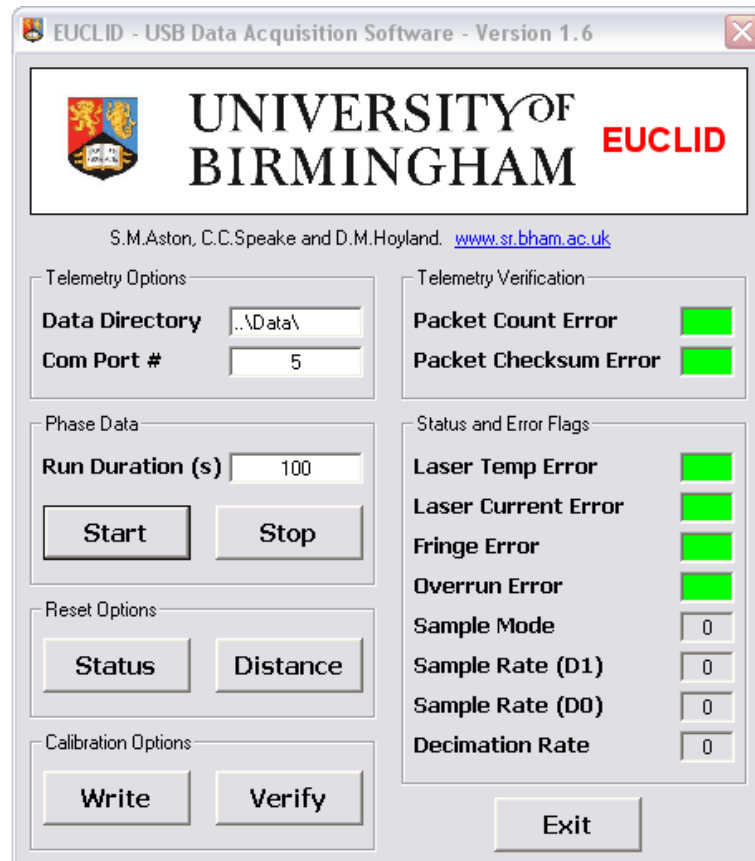 EUCLID - USB Data Acquisition Software - Version 1.6
UNIVERSITY OF
BIRMINGHAM
EUCLID
S.M.Aston, C.C.Speake and D.M.Hoyland. www.sr.bham.ac.uk
Telemetry Options
Data Directory ..\Data\
Com Port # 5
Phase Data
Run Duration (s) 100
Start Stop
Reset Options
Status Distance
Calibration Options
Write Verify
Telemetry Verification
Packet Count Error
Packet Checksum Error
Status and Error Flags
Laser Temp Error
Laser Current Error
Fringe Error
Overrun Error
Sample Mode 0
Sample Rate (D1) 0
Sample Rate (D0) 0
Decimation Rate 0
Exit